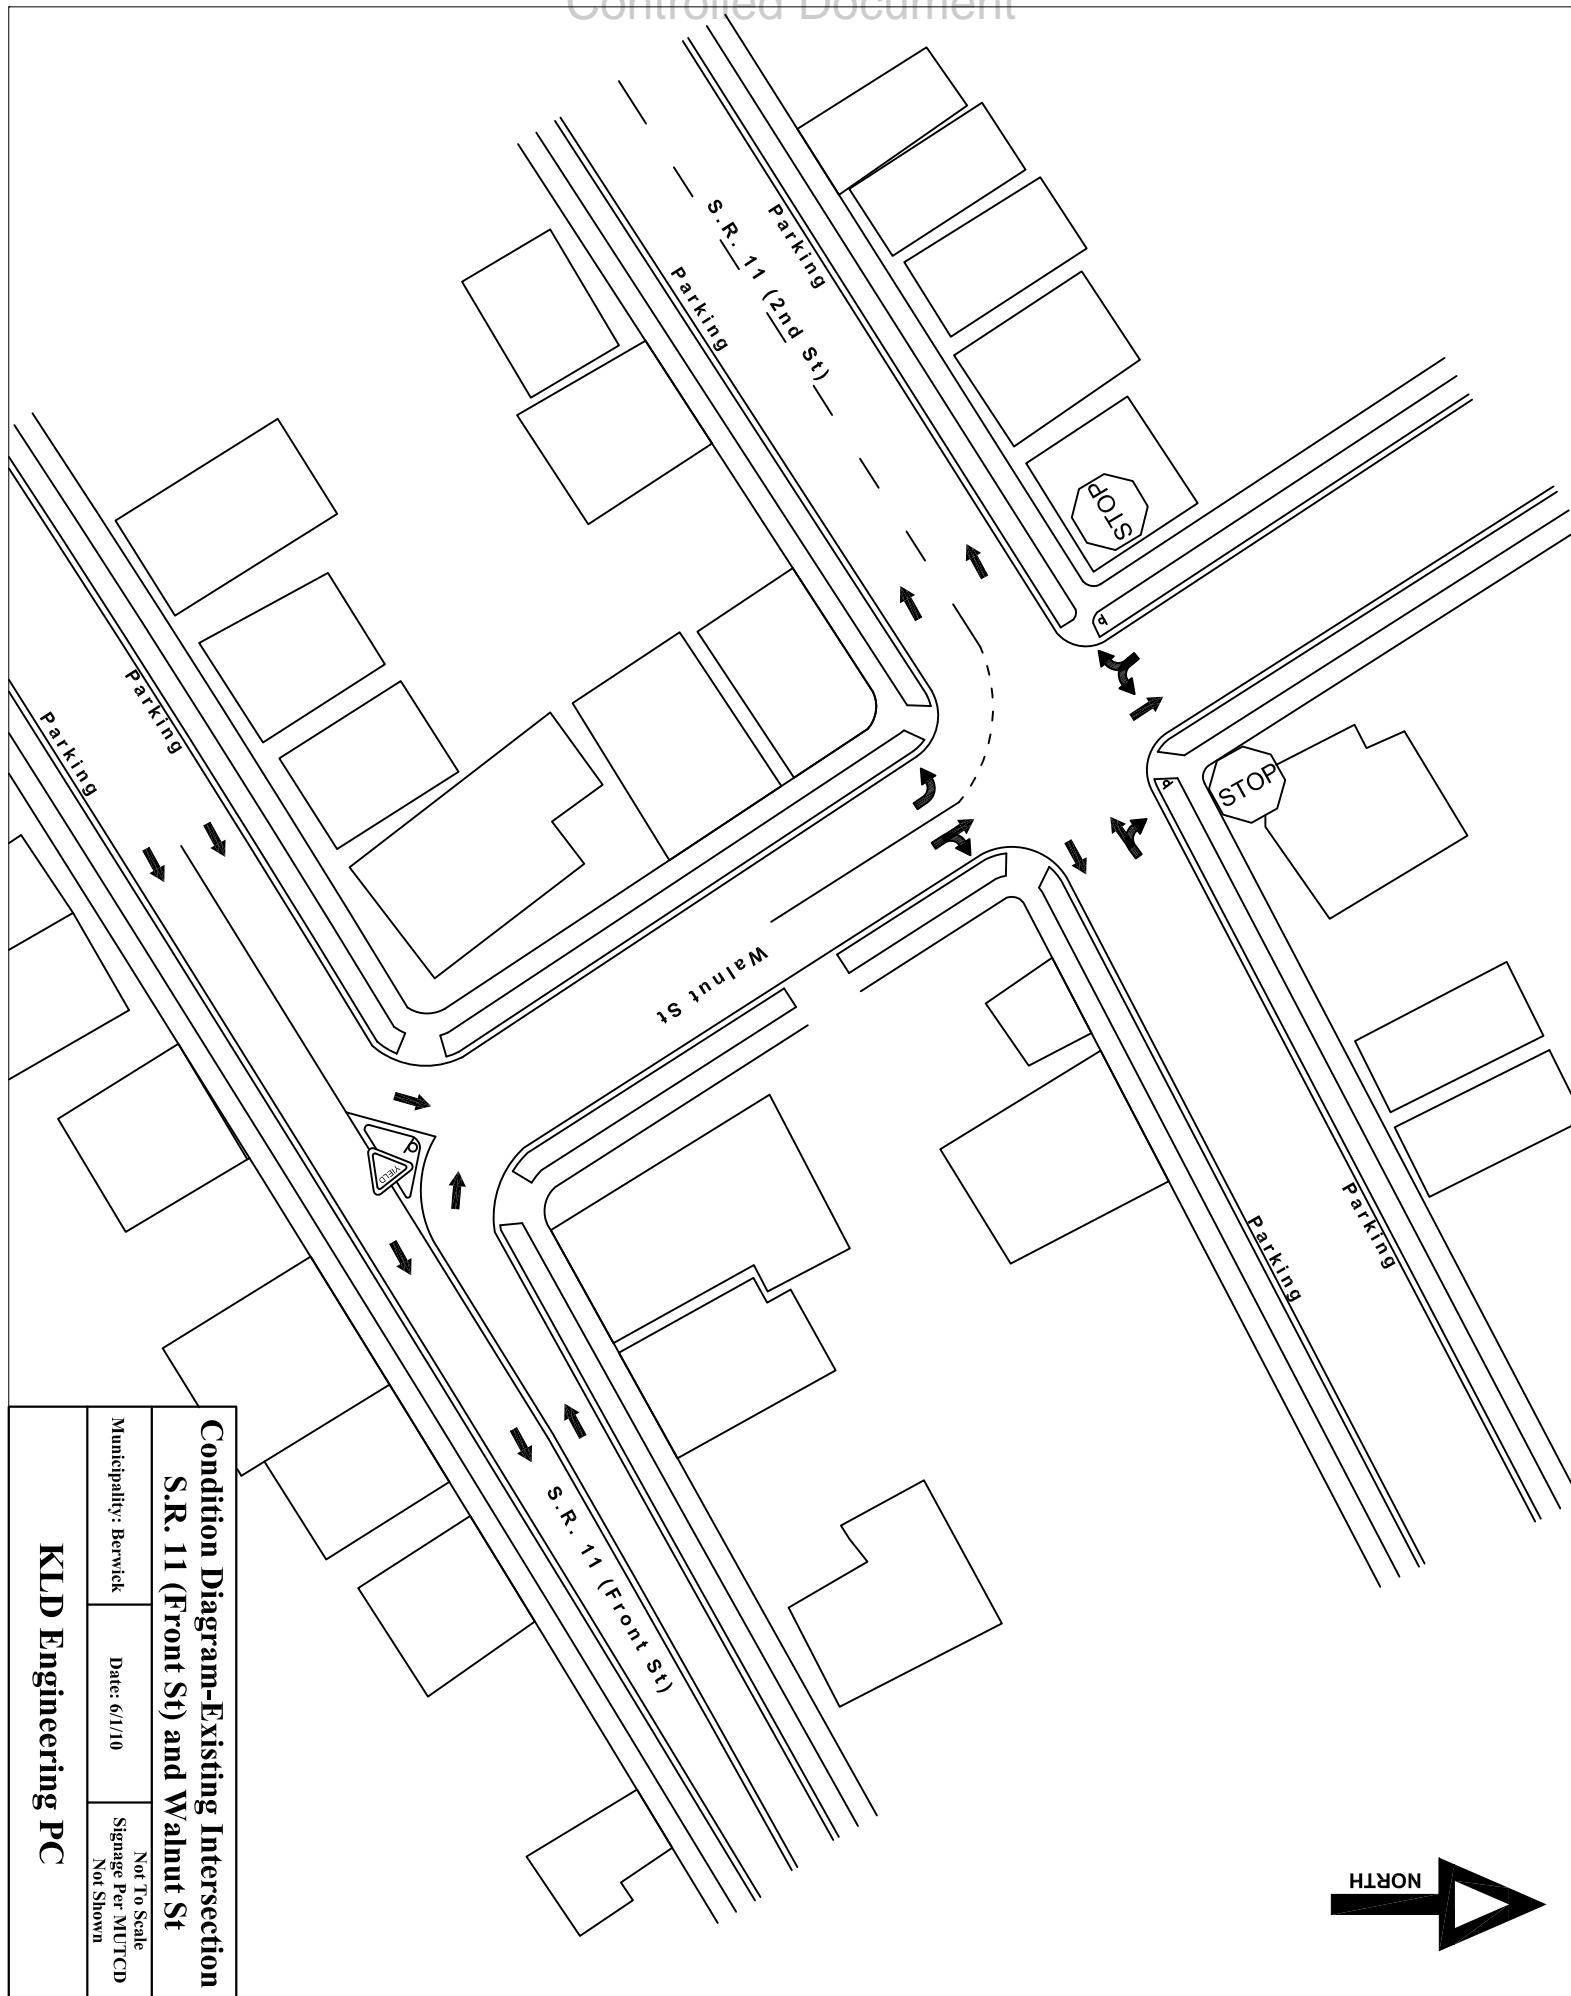 Controlled Document
Parking
S.R. 11 (2nd St)
Parking
STOP
STOP
Parking
Parking
Walnut St
YIELD
Parking
Parking
S.R. 11 (Front St)
NORTH
Condition Diagram-Existing Intersection
S.R. 11 (Front St) and Walnut St
Municipality: Berwick
Date: 6/1/10
Not To Scale
Signage Per MUTCD
Not Shown
KLD Engineering PC